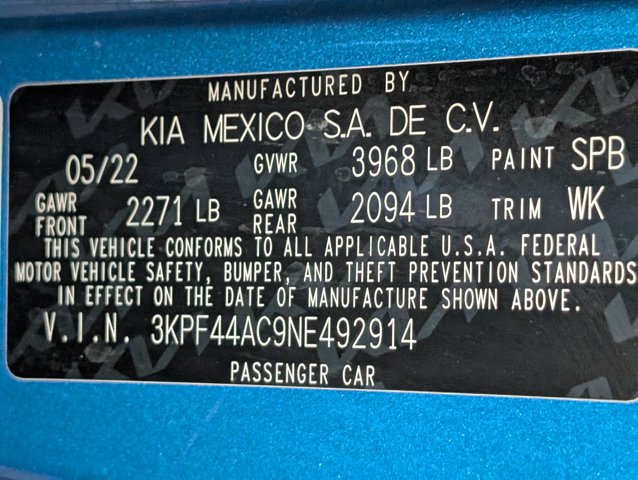 MANUFACTURED BY
KIA MEXICO S.A. DE C.V.
05/22 GVWR 3968 LB PAINT SPB
GAWR FRONT 2271 LB GAWR REAR 2094 LB TRIM WK
THIS VEHICLE CONFORMS TO ALL APPLICABLE U.S.A. FEDERAL
MOTOR VEHICLE SAFETY, BUMPER, AND THEFT PREVENTION STANDARDS
IN EFFECT ON THE DATE OF MANUFACTURE SHOWN ABOVE.
V.I.N. 3KPF44AC9NE492914
PASSENGER CAR